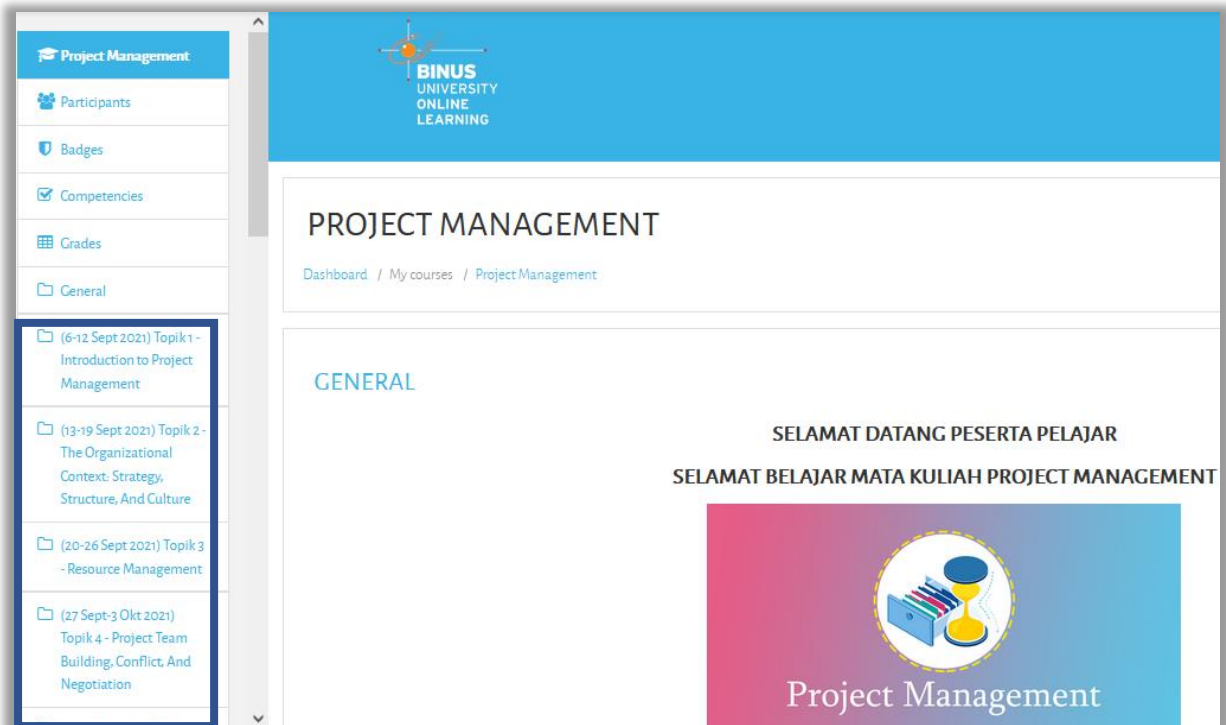 Project Management
Participants
Badges
Competencies
Grades
General
(6-12 Sept 2021) Topik 1 -
Introduction to Project
Management
(13-19 Sept 2021) Topik 2 -
The Organizational
Context: Strategy,
Structure, And Culture
(20-26 Sept 2021) Topik 3
- Resource Management
(27 Sept-3 Okt 2021)
Topik 4 - Project Team
Building, Conflict, And
Negotiation
BINUS
UNIVERSITY
ONLINE
LEARNING
PROJECT MANAGEMENT
Dashboard / My courses / Project Management
GENERAL
SELAMAT DATANG PESERTA PELAJAR
SELAMAT BELAJAR MATA KULIAH PROJECT MANAGEMENT
Project Management